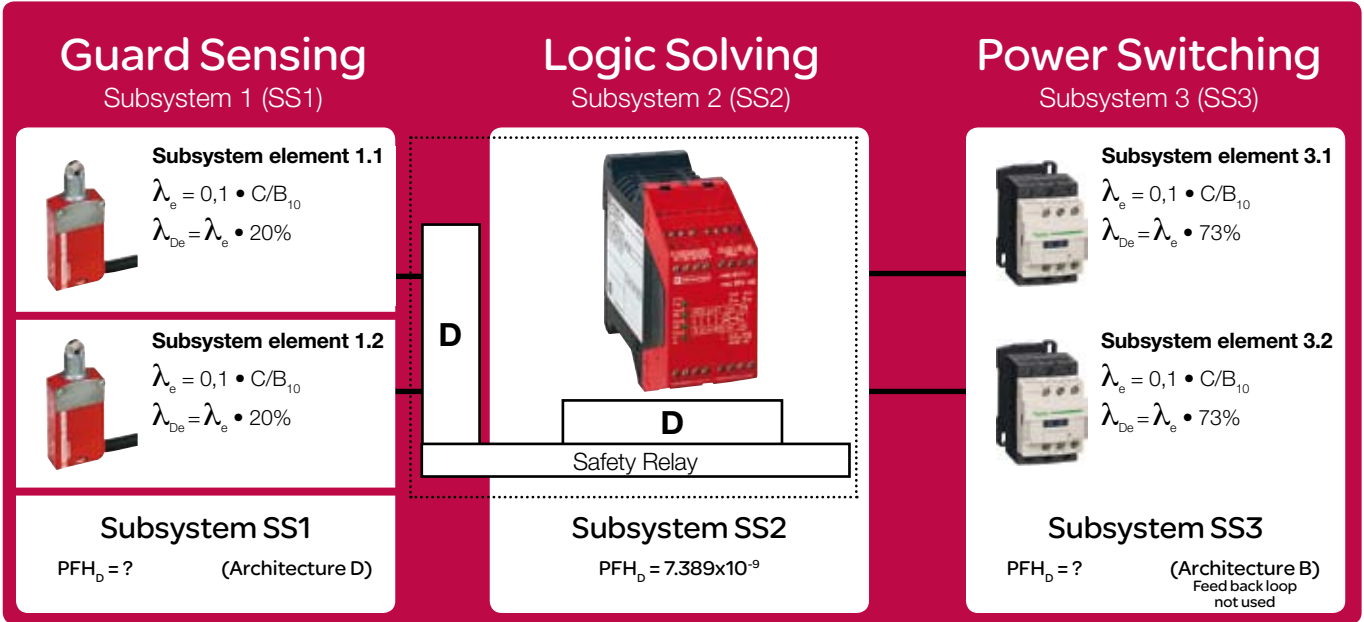 Guard Sensing
Subsystem 1 (SS1)
Subsystem element 1.1
λe = 0,1 • C/B10
λDe = λe • 20%
Subsystem element 1.2
λe = 0,1 • C/B10
λDe = λe • 20%
Subsystem SS1
PFHD = ? (Architecture D)
Logic Solving
Subsystem 2 (SS2)
D
D
Safety Relay
Subsystem SS2
PFHD = 7.389x10-9
Power Switching
Subsystem 3 (SS3)
Subsystem element 3.1
λe = 0,1 • C/B10
λDe = λe • 73%
Subsystem element 3.2
λe = 0,1 • C/B10
λDe = λe • 73%
Subsystem SS3
PFHD = ? (Architecture B)
Feed back loop
not used